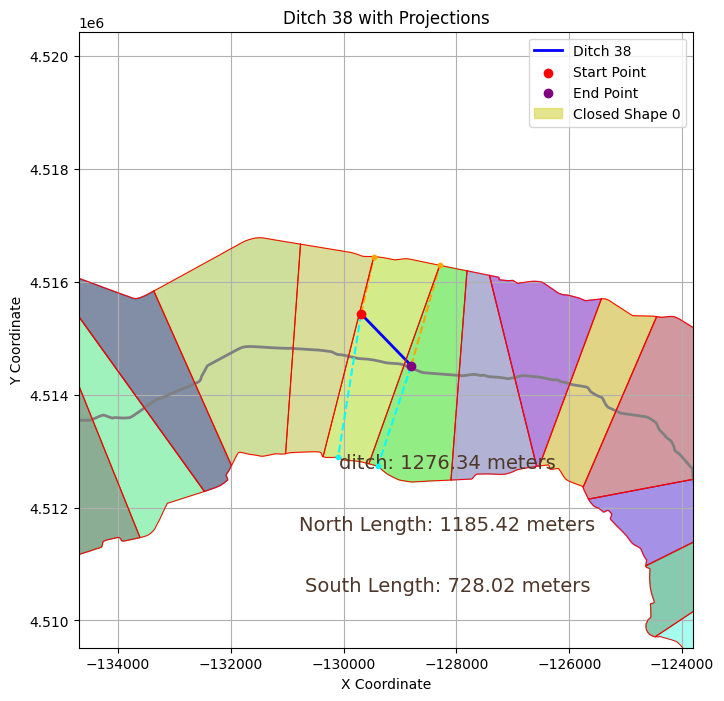 Ditch 38 with Projections
1e6
4.520
4.518
4.516
4.514
4.512
4.510
Y Coordinate
Ditch 38
Start Point
End Point
Closed Shape 0
ditch: 1276.34 meters
North Length: 1185.42 meters
South Length: 728.02 meters
−134000 −132000 −130000 −128000 −126000 −124000
X Coordinate